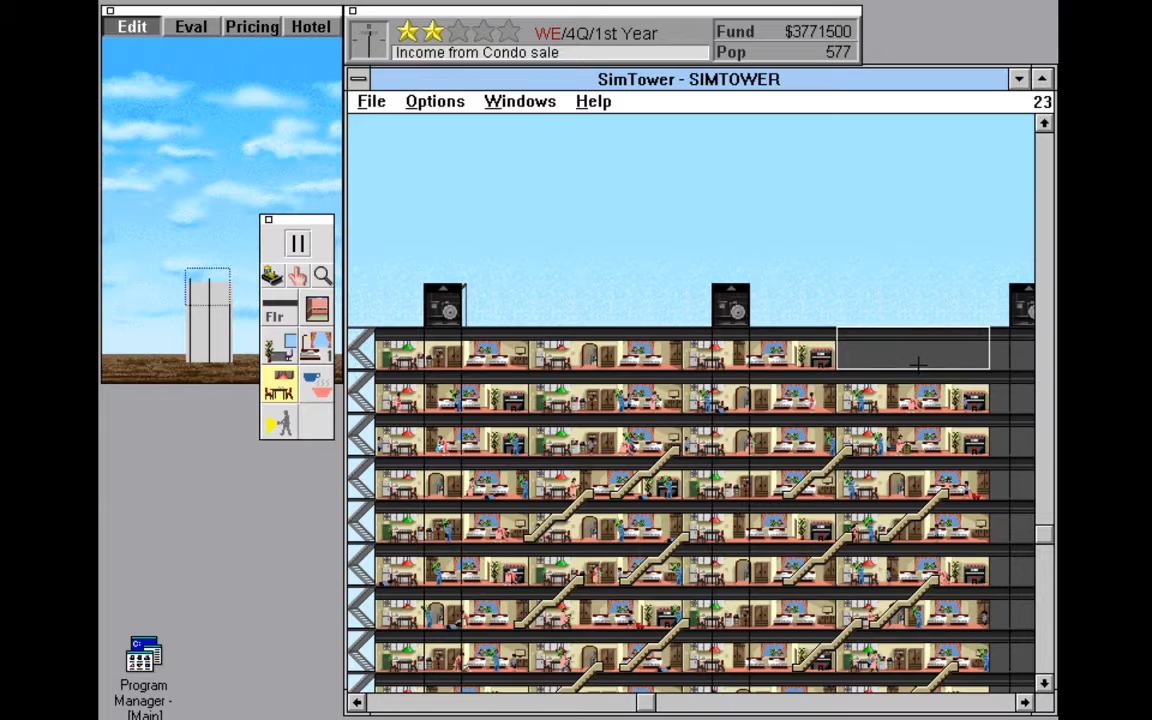 Edit Eval Pricing Hotel
WE/4Q/1st Year
Income from Condo sale
Fund $3771500
Pop 577
SimTower - SIMTOWER
File Options Windows Help
23
Flr
1
Program
Manager -
[Main]